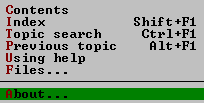 Contents
Index Shift+F1
Topic search Ctrl+F1
Previous topic Alt+F1
Using help
Files...
About...